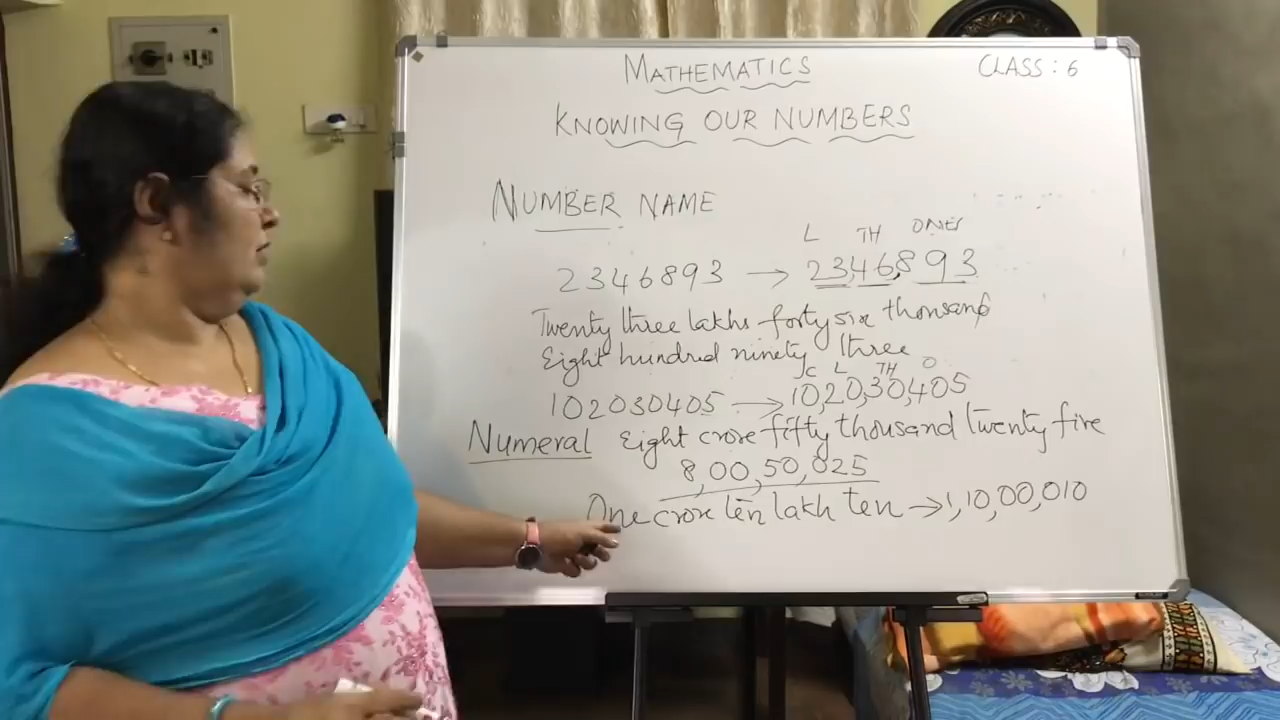 MATHEMATICS
CLASS : 6
KNOWING OUR NUMBERS
NUMBER NAME
L TH ONES
2346893 → 23,46,893
Twenty three lakhs forty six thousand
Eight hundred ninety three
C L TH O
102030405 → 10,20,30,405
Numeral Eight crore fifty thousand twenty five
8,00,50,025
One crore ten lakh ten → 1,10,00,010